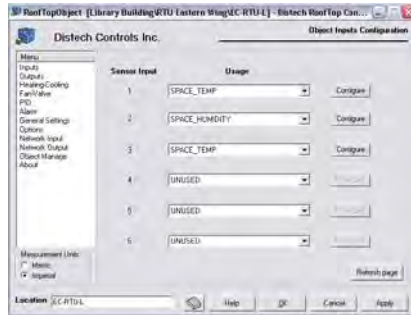 RoofTopObject [Library Building\RTU Eastern Wing\EC-RTU-L] - Distech RoofTop Con...
Distech Controls Inc.
Object Inputs Configuration
Menu
Inputs
Outputs
Heating/Cooling
Fan/Valve
PID
Alarm
General Settings
Options
Network Input
Network Output
Object Manage
About
Sensor Input Usage
1 SPACE_TEMP Configure
2 SPACE_HUMIDITY Configure
3 SPACE_TEMP Configure
4 UNUSED
5 UNUSED
6 UNUSED
Measurement Units
Metric
Imperial
Refresh page
Location EC-RTU-L Help OK Cancel Apply